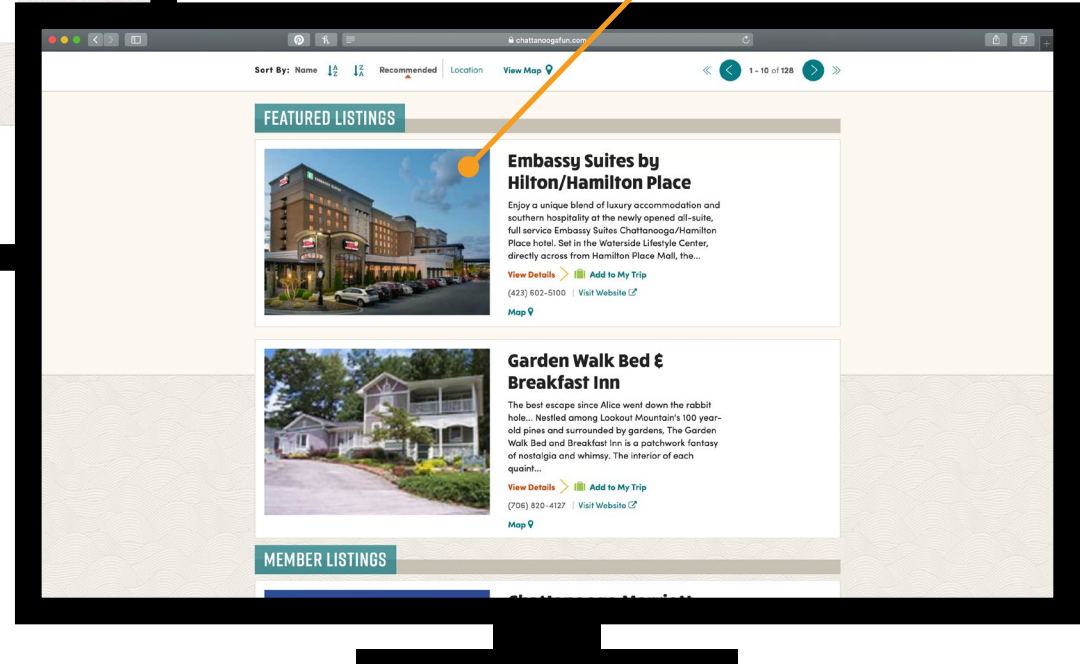 chattanoogafun.com
Sort By: Name Recommended Location View Map 1 - 10 of 128
FEATURED LISTINGS
Embassy Suites by
Hilton/Hamilton Place
Enjoy a unique blend of luxury accommodation and
southern hospitality at the newly opened all-suite,
full service Embassy Suites Chattanooga/Hamilton
Place hotel. Set in the Waterside Lifestyle Center,
directly across from Hamilton Place Mall, the...
View Details Add to My Trip
(423) 602-5100 | Visit Website
Map
Garden Walk Bed &
Breakfast Inn
The best escape since Alice went down the rabbit
hole... Nestled among Lookout Mountain's 100 year-
old pines and surrounded by gardens, The Garden
Walk Bed and Breakfast Inn is a patchwork fantasy
of nostalgia and whimsy. The interior of each
quaint...
View Details Add to My Trip
(706) 820-4127 | Visit Website
Map
MEMBER LISTINGS
Chattanooga Marriott